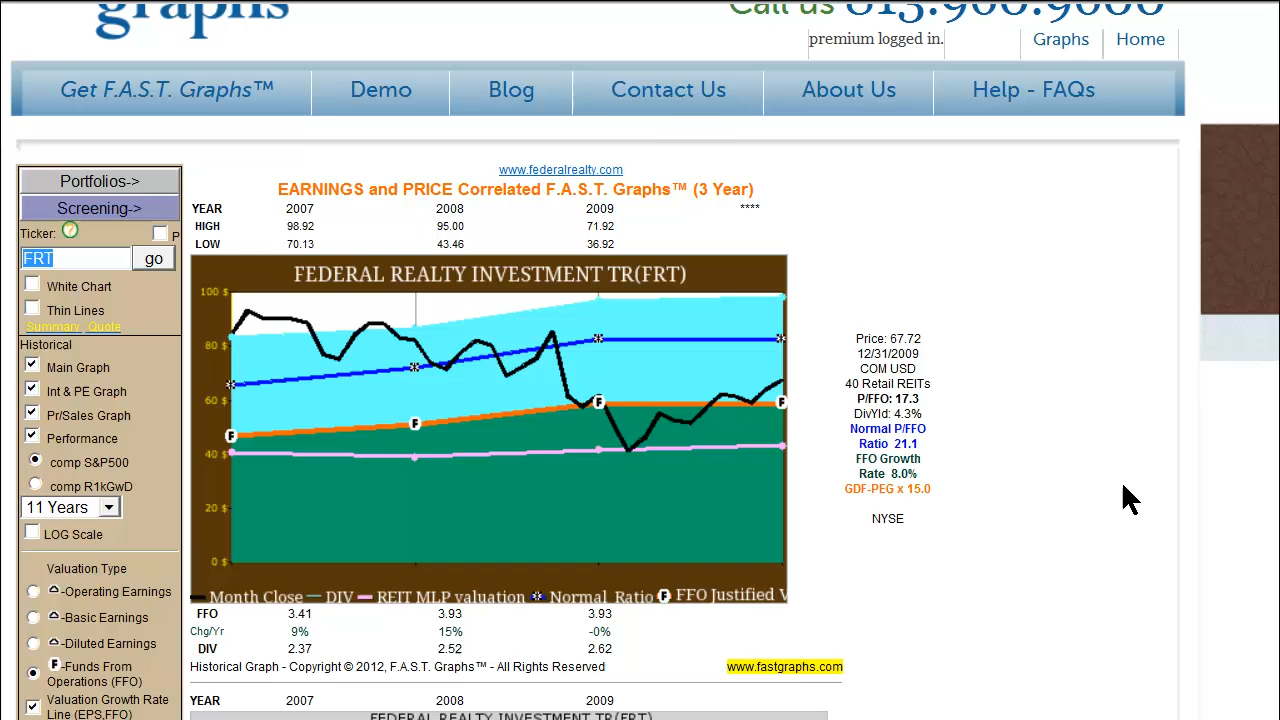 graphs
Call us 813.900.9000
premium logged in.
Graphs
Home
Get F.A.S.T. Graphs™
Demo
Blog
Contact Us
About Us
Help - FAQs
Portfolios->
Screening->
Ticker:
P
FRT
go
White Chart
Thin Lines
Summary, Quote
Historical
Main Graph
Int & PE Graph
Pr/Sales Graph
Performance
comp S&P500
comp R1kGwD
11 Years
LOG Scale
Valuation Type
-Operating Earnings
-Basic Earnings
-Diluted Earnings
F
-Funds From
Operations (FFO)
Valuation Growth Rate
Line (EPS,FFO)
www.federalrealty.com
EARNINGS and PRICE Correlated F.A.S.T. Graphs™ (3 Year)
YEAR 2007 2008 2009 ****
HIGH 98.92 95.00 71.92
LOW 70.13 43.46 36.92
FEDERAL REALTY INVESTMENT TR(FRT)
100 $
80 $
60 $
40 $
20 $
0 $
F F F F
Month Close DIV REIT MLP valuation Normal Ratio F FFO Justified V
FFO 3.41 3.93 3.93
Chg/Yr 9% 15% -0%
DIV 2.37 2.52 2.62
Historical Graph - Copyright © 2012, F.A.S.T. Graphs™ - All Rights Reserved
www.fastgraphs.com
YEAR 2007 2008 2009
FEDERAL REALTY INVESTMENT TR(FRT)
Price: 67.72
12/31/2009
COM USD
40 Retail REITs
P/FFO: 17.3
DivYld: 4.3%
Normal P/FFO
Ratio 21.1
FFO Growth
Rate 8.0%
GDF-PEG x 15.0
NYSE